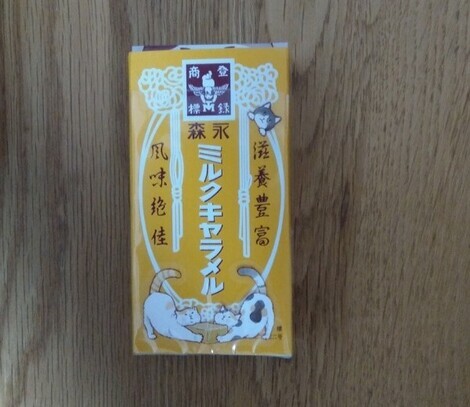 登録
商標
森永
滋養豊富
ミルクキャラメル
風味絶佳